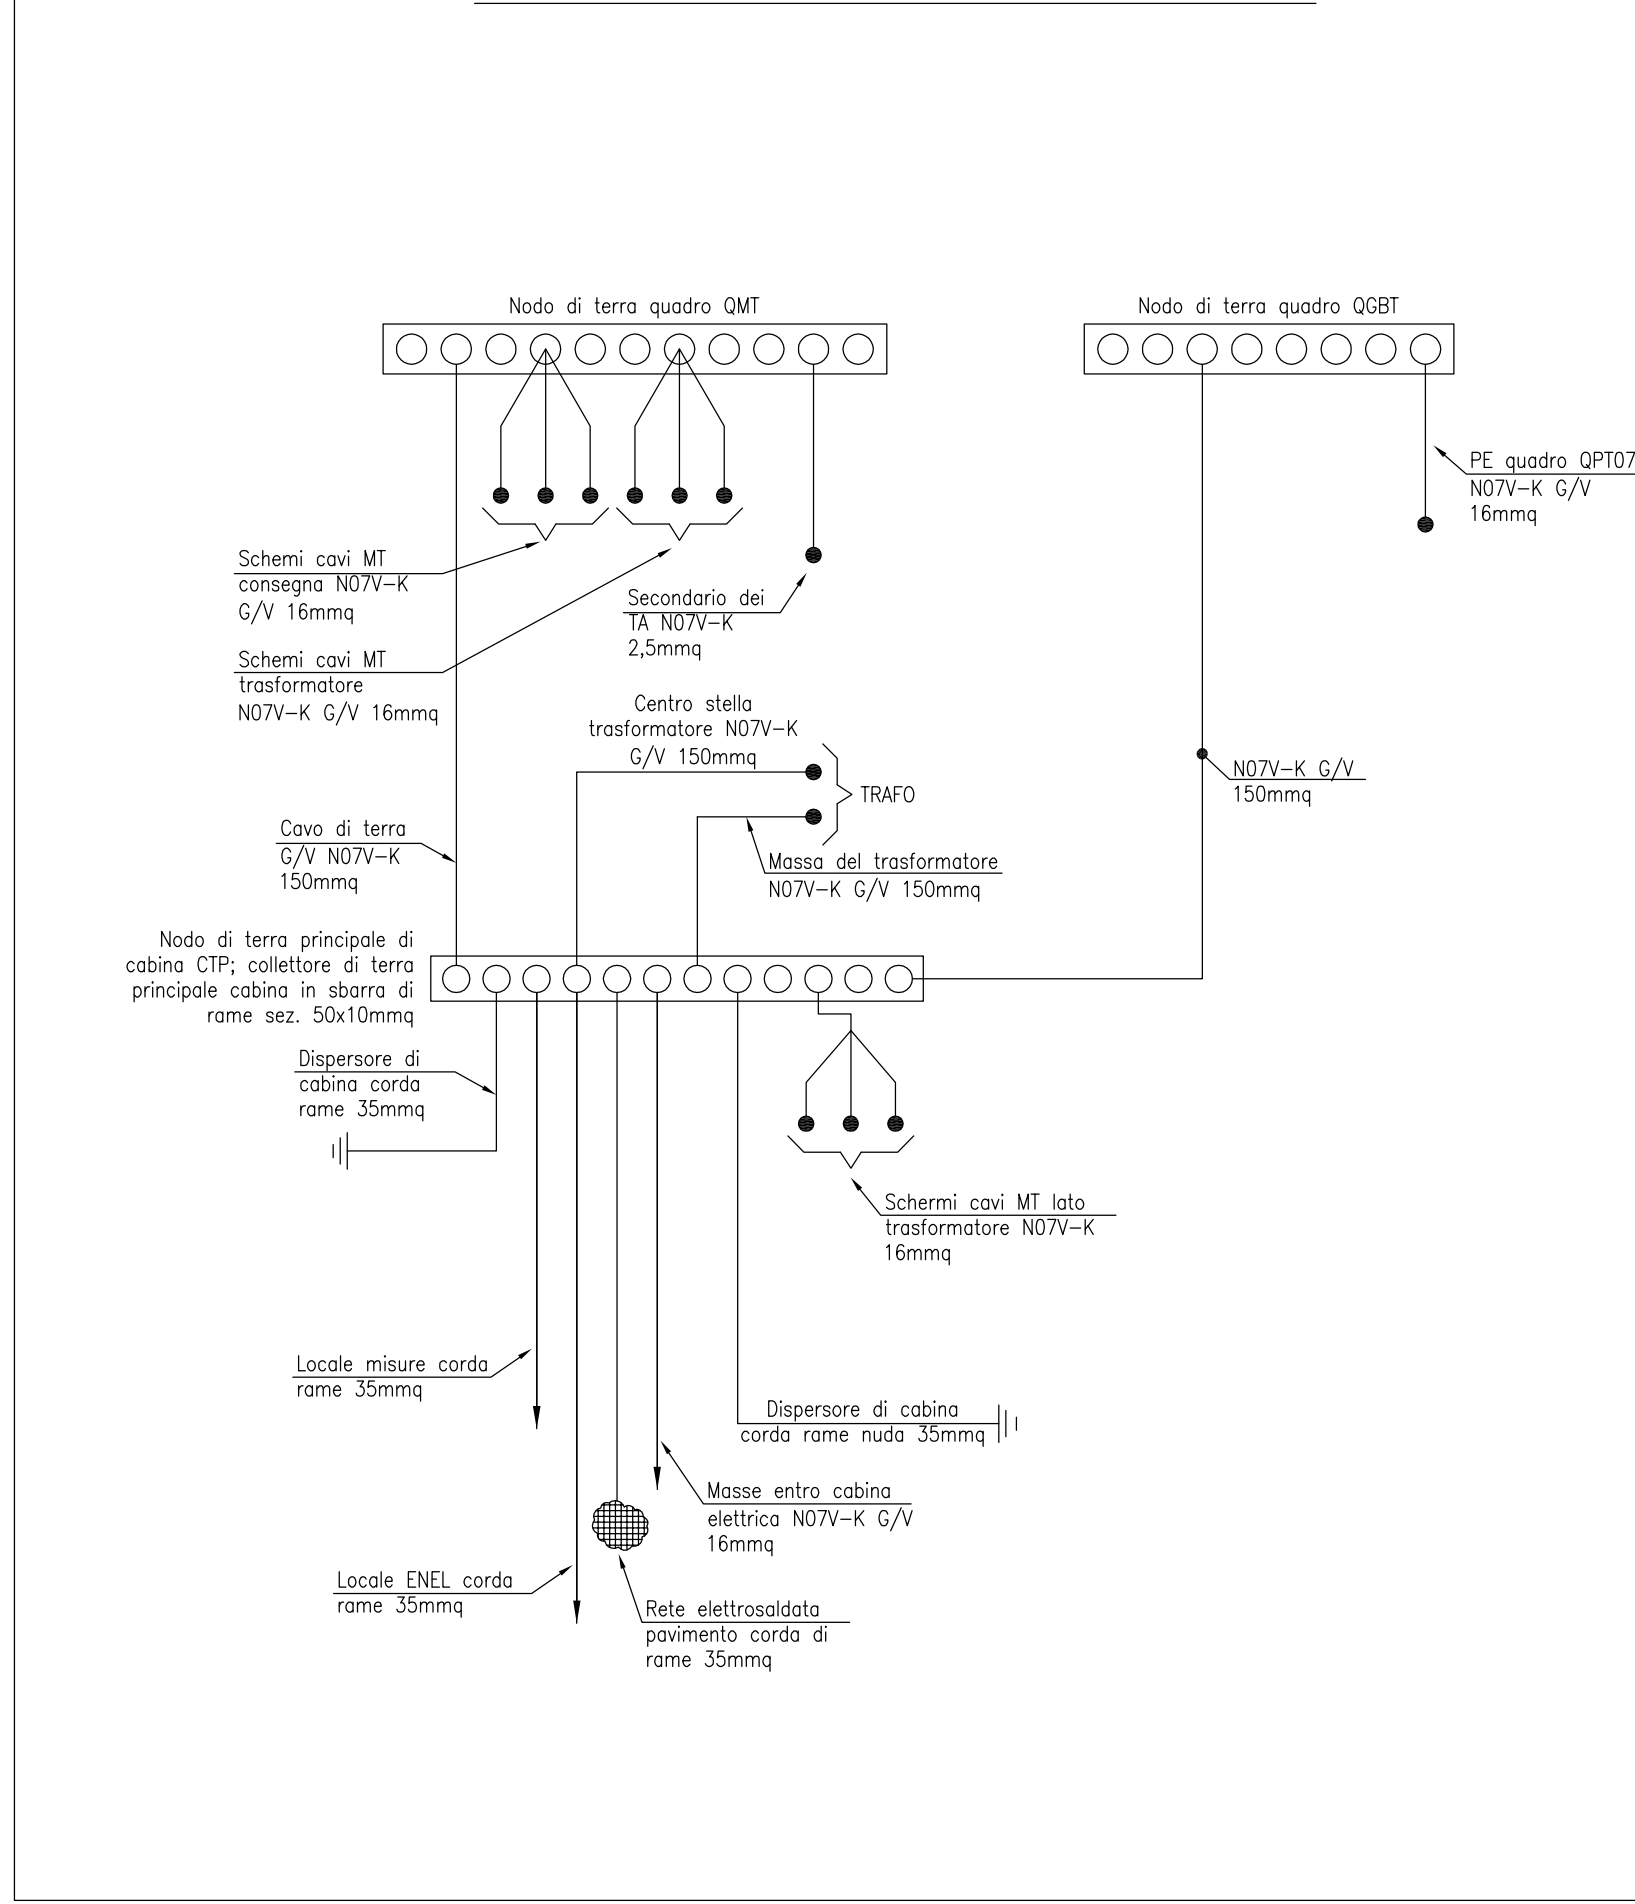 Nodo di terra quadro QMT
Nodo di terra quadro QGBT
PE quadro QPT07
N07V-K G/V
16mmq
Schemi cavi MT
consegna N07V-K
G/V 16mmq
Secondario dei
TA N07V-K
2,5mmq
Schemi cavi MT
trasformatore
N07V-K G/V 16mmq
Centro stella
trasformatore N07V-K
G/V 150mmq
TRAFO
N07V-K G/V
150mmq
Cavo di terra
G/V N07V-K
150mmq
Massa del trasformatore
N07V-K G/V 150mmq
Nodo di terra principale di
cabina CTP; collettore di terra
principale cabina in sbarra di
rame sez. 50x10mmq
Dispersore di
cabina corda
rame 35mmq
Schermi cavi MT lato
trasformatore N07V-K
16mmq
Locale misure corda
rame 35mmq
Dispersore di cabina
corda rame nuda 35mmq
Masse entro cabina
elettrica N07V-K G/V
16mmq
Locale ENEL corda
rame 35mmq
Rete elettrosaldata
pavimento corda di
rame 35mmq